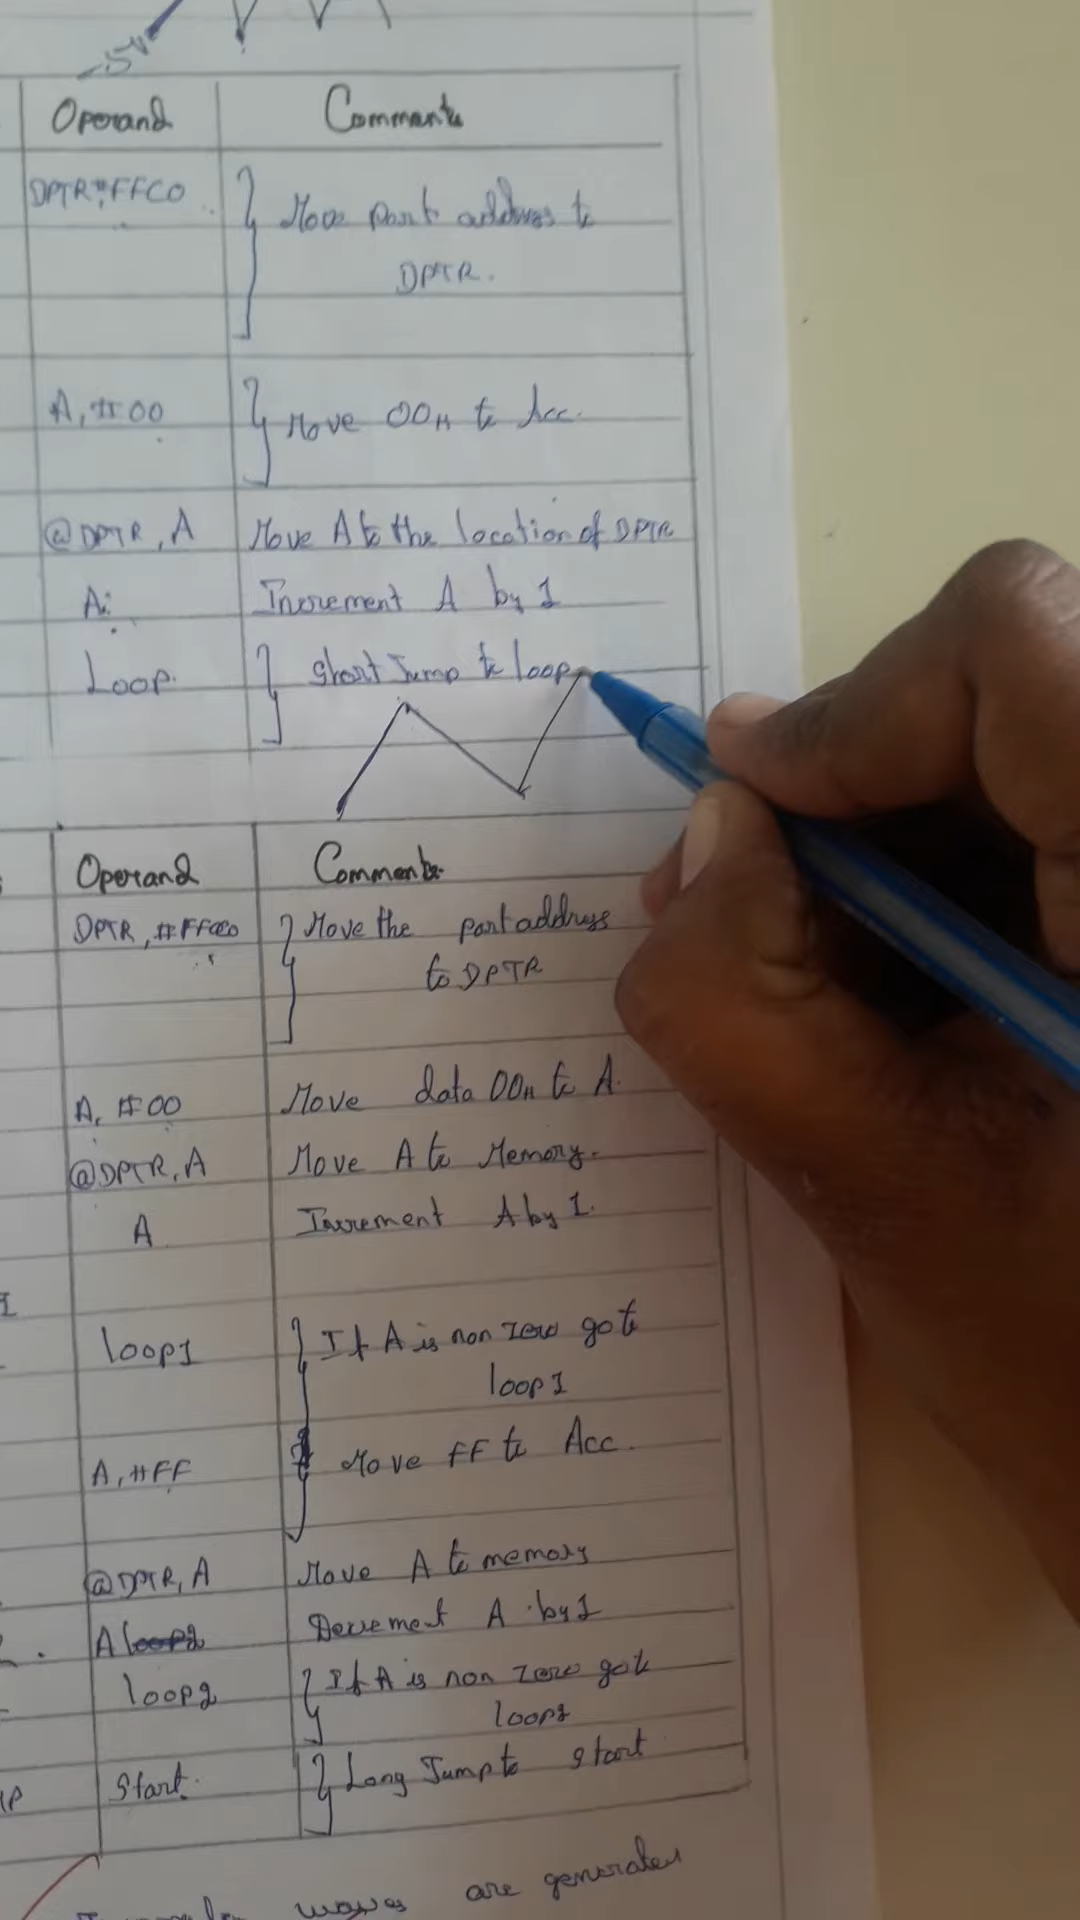 -5V
Operand Comments
DPTR,#FFC0 Move Port address to
DPTR.
A, #00 Move 00H to Acc.
@DPTR, A Move A to the location of DPTR
A: Increment A by 1
Loop. Short Jump to loop
Operand Comments
DPTR, #FFC0 Move the port address
to DPTR
A, #00 Move data 00H to A.
@DPTR, A Move A to Memory.
A Increment A by 1.
loop1 If A is non zero got
loop1
A, #FF Move FF to Acc.
@DPTR, A Move A to memory
A Decrement A by 1
loop2 If A is non zero got
loop2
Start. Long Jump to start
waves are generated